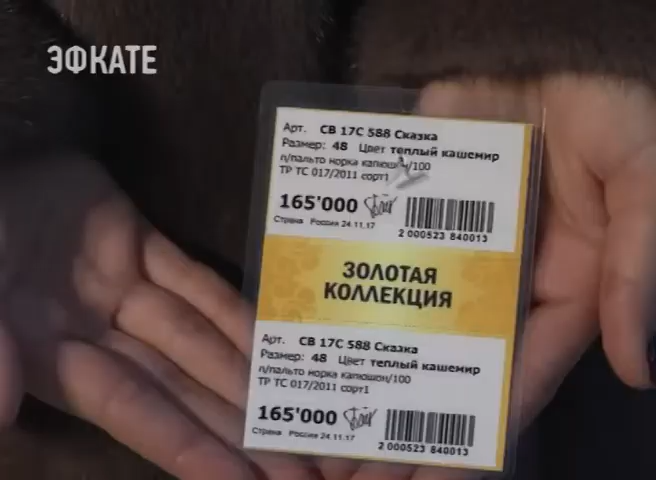 ЭФКАТЕ
Арт. СВ 17С 588 Сказка
Размер: 48 Цвет теплый кашемир
п/пальто норка капюшон/100
ТР ТС 017/2011 сорт1
165'000
Страна Россия 24.11.17
2 000523 840013
ЗОЛОТАЯ
КОЛЛЕКЦИЯ
Арт. СВ 17С 588 Сказка
Размер: 48 Цвет теплый кашемир
п/пальто норка капюшон/100
ТР ТС 017/2011 сорт1
165'000
Страна Россия 24.11.17
2 000523 840013